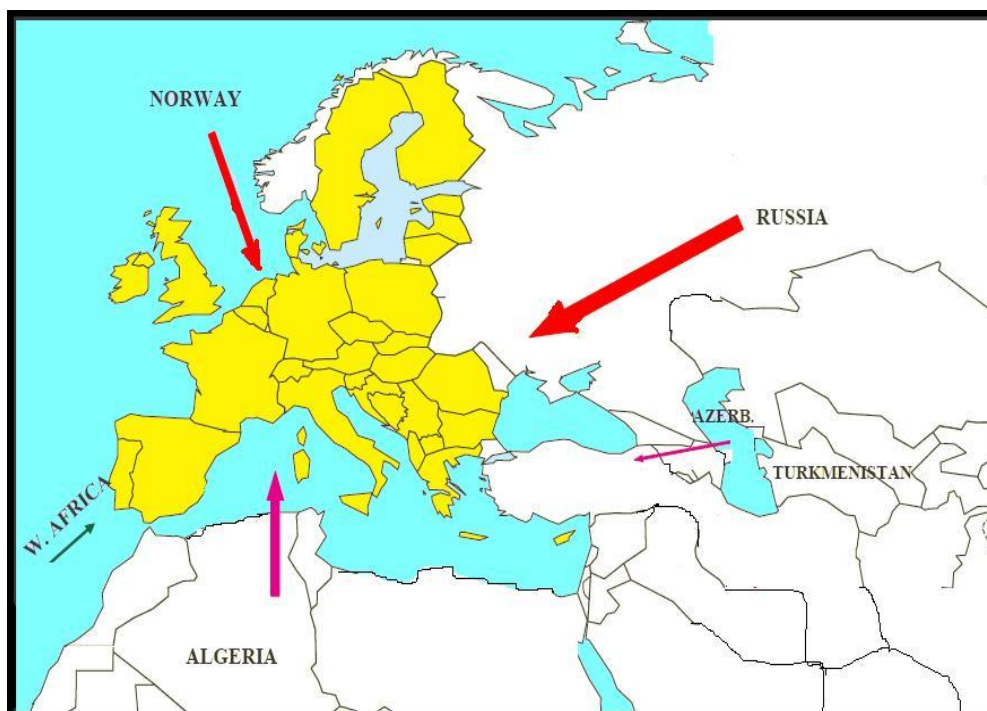 NORWAY
RUSSIA
AZERB.
TURKMENISTAN
W. AFRICA
ALGERIA